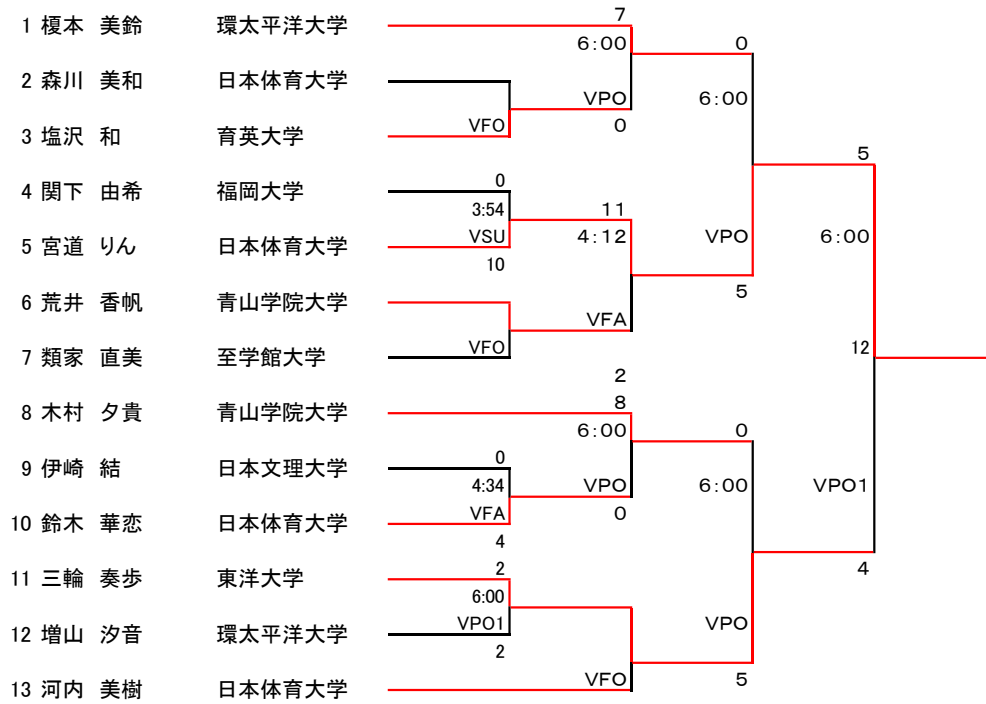 7
1 榎本 美鈴 環太平洋大学
6:00 0
2 森川 美和 日本体育大学
VPO 6:00
VFO 0
3 塩沢 和 育英大学
5
0
4 関下 由希 福岡大学
3:54 11
VSU 4:12 VPO 6:00
5 宮道 りん 日本体育大学
10
5
6 荒井 香帆 青山学院大学
VFA
VFO 12
7 類家 直美 至学館大学
2
8
8 木村 夕貴 青山学院大学
6:00 0
0
9 伊崎 結 日本文理大学
4:34 VPO 6:00 VPO1
VFA 0
10 鈴木 華恋 日本体育大学
4
2 4
11 三輪 奏歩 東洋大学
6:00
VPO1 VPO
12 増山 汐音 環太平洋大学
2
VFO 5
13 河内 美樹 日本体育大学